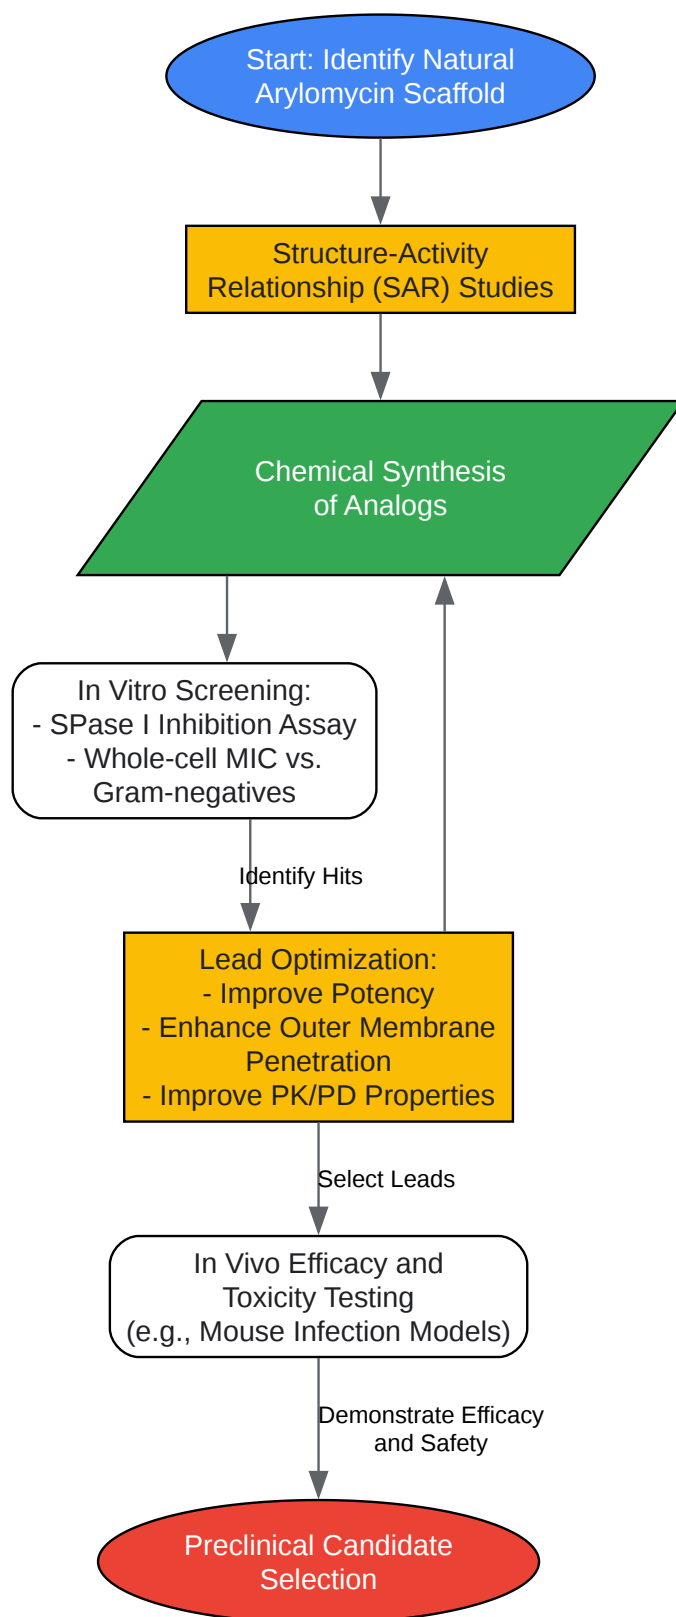 Start: Identify Natural
Arylomycin Scaffold
Structure-Activity
Relationship (SAR) Studies
Chemical Synthesis
of Analogs
In Vitro Screening:
- SPase I Inhibition Assay
- Whole-cell MIC vs.
Gram-negatives
Identify Hits
Lead Optimization:
- Improve Potency
- Enhance Outer Membrane
Penetration
- Improve PK/PD Properties
Select Leads
In Vivo Efficacy and
Toxicity Testing
(e.g., Mouse Infection Models)
Demonstrate Efficacy
and Safety
Preclinical Candidate
Selection